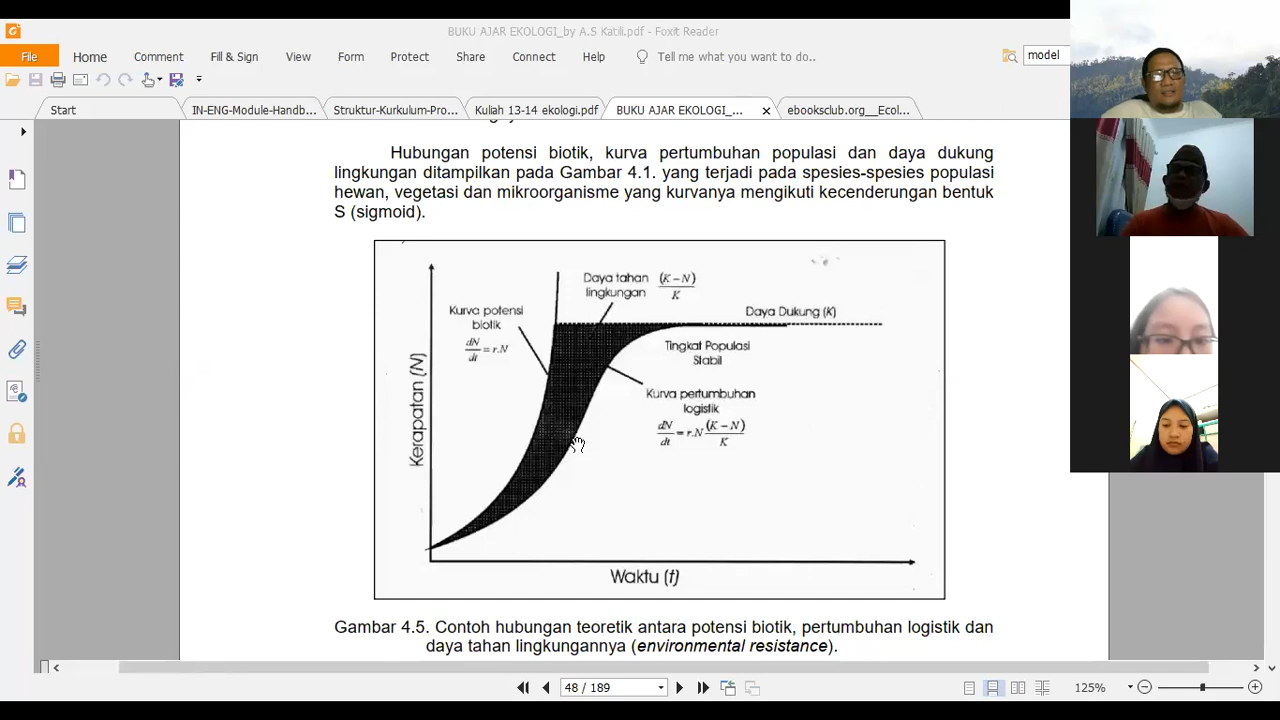 BUKU AJAR EKOLOGI_by A.S Katili.pdf - Foxit Reader
File Home Comment Fill & Sign View Form Protect Share Connect Help Tell me what you want to do.. model
Start IN-ENG-Module-Handb... Struktur-Kurkulum-Pro... Kuliah 13-14 ekologi.pdf BUKU AJAR EKOLOGI_... ebooksclub.org__Ecol...
Hubungan potensi biotik, kurva pertumbuhan populasi dan daya dukung
lingkungan ditampilkan pada Gambar 4.1. yang terjadi pada spesies-spesies populasi
hewan, vegetasi dan mikroorganisme yang kurvanya mengikuti kecenderungan bentuk
S (sigmoid).
Daya tahan
lingkungan
(K–N)
K
Daya Dukung (K)
Kurva potensi
biotik
dN
dt
= r.N
Tingkat Populasi
Stabil
Kurva pertumbuhan
logistik
dN
dt
= r.N
(K–N)
K
Kerapatan (N)
Waktu (t)
Gambar 4.5. Contoh hubungan teoretik antara potensi biotik, pertumbuhan logistik dan
daya tahan lingkungannya (environmental resistance).
48 / 189
125%